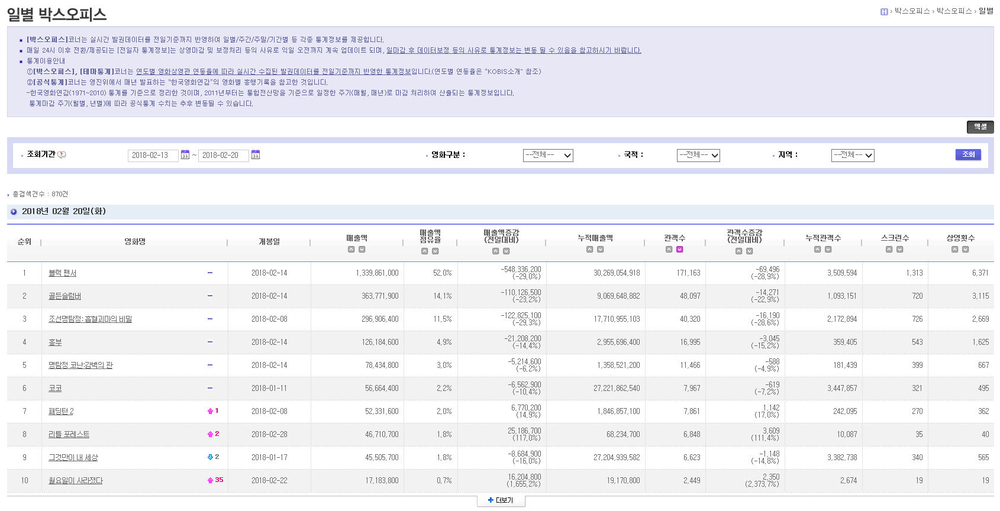 일별 박스오피스
H › 박스오피스 › 박스오피스 › 일별
[박스오피스]코너는 실시간 발권데이터를 전일기준까지 반영하여 일별/주간/주말/기간별 등 각종 통계정보를 제공합니다.
매일 24시 이후 전환/제공되는 [전일자 통계정보]는 상영마감 및 보정처리 등의 사유로 익일 오전까지 계속 업데이트 되며, 일마감 후 데이터보정 등의 사유로 통계정보는 변동 될 수 있음을 참고하시기 바랍니다.
통계이용안내
①[박스오피스], [테마통계]코너는 연도별 영화상영관 연동율에 따라 실시간 수집된 발권데이터를 전일기준까지 반영한 통계정보입니다.(연도별 연동율은 "KOBIS소개" 참조)
②[공식통계]코너는 영진위에서 매년 발표하는 "한국영화연감"의 영화별 흥행기록을 참고한 것입니다.
-한국영화연감(1971~2010) 통계를 기준으로 정리한 것이며, 2011년부터는 통합전산망을 기준으로 일정한 주기(매월, 매년)로 마감 처리하여 산출되는 통계정보입니다.
통계마감 주기(월별, 년별)에 따라 공식통계 수치는 추후 변동될 수 있습니다.
엑셀
조회기간 ? 2018-02-13 31 ~ 2018-02-20 31 영화구분 : --전체-- 국적 : --전체-- 지역 : --전체-- 조회
총검색건수 : 870건
2018년 02월 20일(화)
순위 영화명 개봉일 매출액 매출액 점유율 매출액증감 (전일대비) 누적매출액 관객수 관객수증감 (전일대비) 누적관객수 스크린수 상영횟수
1 블랙 팬서 - 2018-02-14 1,339,861,000 52.0% -548,336,200 (-29.0%) 30,269,054,918 171,163 -69,496 (-28.9%) 3,509,594 1,313 6,371
2 골든슬럼버 - 2018-02-14 363,771,900 14.1% -110,126,500 (-23.2%) 9,069,648,882 48,097 -14,271 (-22.9%) 1,093,151 720 3,115
3 조선명탐정: 흡혈괴마의 비밀 - 2018-02-08 296,906,400 11.5% -122,825,100 (-29.3%) 17,710,955,103 40,320 -16,190 (-28.6%) 2,172,894 726 2,669
4 흥부 - 2018-02-14 126,184,600 4.9% -21,208,200 (-14.4%) 2,955,696,400 16,995 -3,045 (-15.2%) 359,405 543 1,625
5 명탐정 코난:감벽의 관 - 2018-02-14 78,434,800 3.0% -5,214,600 (-6.2%) 1,358,521,200 11,466 -588 (-4.9%) 181,439 399 667
6 코코 - 2018-01-11 56,664,400 2.2% -6,562,900 (-10.4%) 27,221,862,540 7,967 -619 (-7.2%) 3,447,857 321 495
7 패딩턴 2 1 2018-02-08 52,331,600 2.0% 6,770,200 (14.9%) 1,846,857,100 7,861 1,142 (17.0%) 242,095 270 362
8 리틀 포레스트 2 2018-02-28 46,710,700 1.8% 25,186,700 (117.0%) 68,234,700 6,848 3,609 (111.4%) 10,087 35 40
9 그것만이 내 세상 2 2018-01-17 45,505,700 1.8% -8,684,900 (-16.0%) 27,204,939,582 6,623 -1,148 (-14.8%) 3,382,738 340 565
10 월요일이 사라졌다 35 2018-02-22 17,183,800 0.7% 16,204,800 (1,655.2%) 19,170,800 2,449 2,350 (2,373.7%) 2,674 19 19
더보기